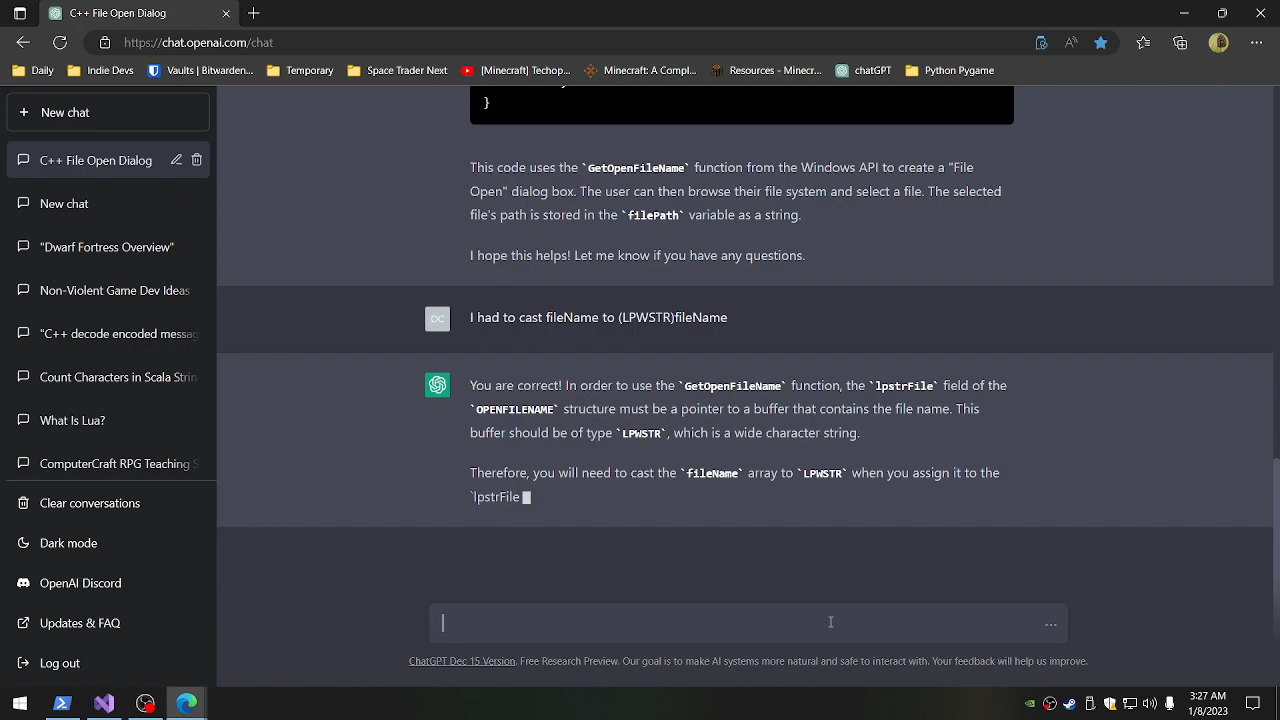 C++ File Open Dialog
https://chat.openai.com/chat
Daily
Indie Devs
Vaults | Bitwarden...
Temporary
Space Trader Next
[Minecraft] Techop...
Minecraft: A Compl...
Resources – Minecr...
chatGPT
Python Pygame
New chat
C++ File Open Dialog
New chat
"Dwarf Fortress Overview"
Non-Violent Game Dev Ideas
"C++ decode encoded messag
Count Characters in Scala Strin
What Is Lua?
ComputerCraft RPG Teaching S
Clear conversations
Dark mode
OpenAI Discord
Updates & FAQ
Log out
}
This code uses the `GetOpenFileName` function from the Windows API to create a "File
Open" dialog box. The user can then browse their file system and select a file. The selected
file's path is stored in the `filePath` variable as a string.
I hope this helps! Let me know if you have any questions.
OC
I had to cast fileName to (LPWSTR)fileName
You are correct! In order to use the `GetOpenFileName` function, the `lpstrFile` field of the
`OPENFILENAME` structure must be a pointer to a buffer that contains the file name. This
buffer should be of type `LPWSTR`, which is a wide character string.
Therefore, you will need to cast the `fileName` array to `LPWSTR` when you assign it to the
`lpstrFile
...
ChatGPT Dec 15 Version. Free Research Preview. Our goal is to make AI systems more natural and safe to interact with. Your feedback will help us improve.
3:27 AM
1/8/2023